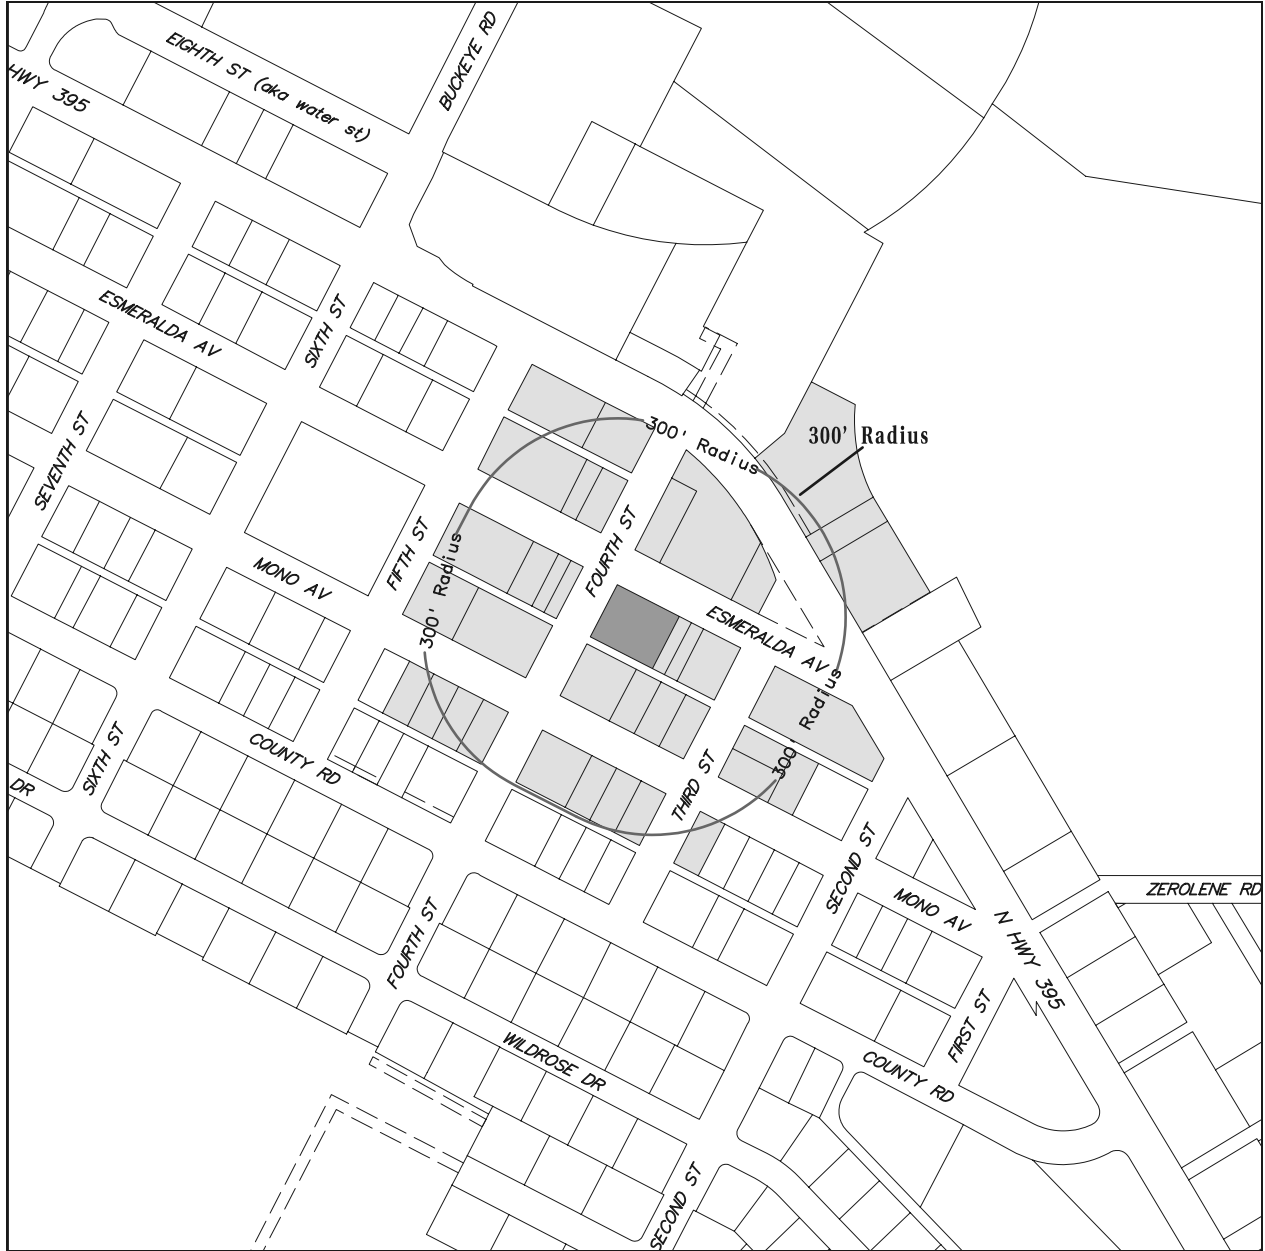 EIGHTH ST (aka water st)
BUCKEYE RD
HWY 395
ESMERALDA AV
SIXTH ST
SEVENTH ST
MONO AV
FIFTH ST
FOURTH ST
300' Radius
300' Radius
300' Radius
300' Radius
300' Radius
ESMERALDA AV
COUNTY RD
SIXTH ST
DR
THIRD ST
SECOND ST
MONO AV
ZEROLENE RD
N HWY 395
FOURTH ST
FIRST ST
WILDROSE DR
COUNTY RD
SECOND ST